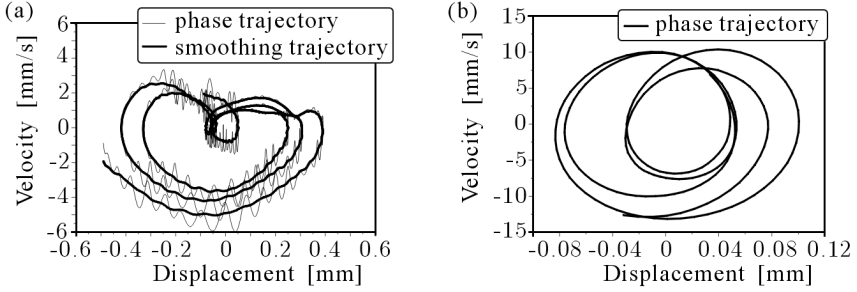 (a)
phase trajectory
smoothing trajectory
6
4
2
0
-2
-4
-6
Velocity [mm/s]
-0.6 -0.4 -0.2 0 0.2 0.4 0.6
Displacement [mm]
(b)
phase trajectory
15
10
5
0
-5
-10
-15
Velocity [mm/s]
-0.08 -0.04 0 0.04 0.08 0.12
Displacement [mm]